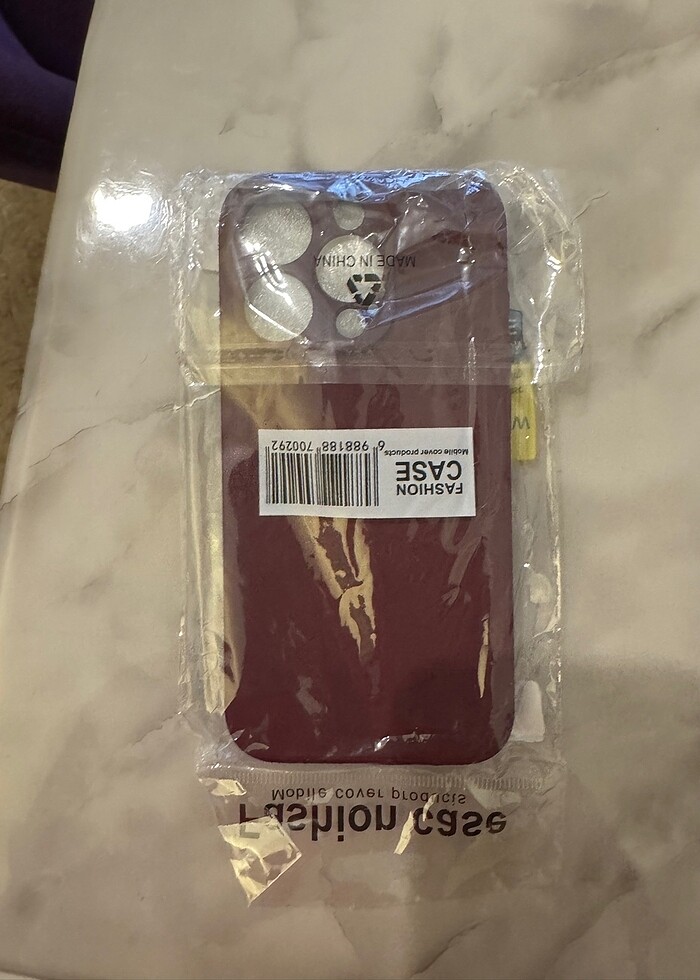 MADE IN CHINA
FASHION
CASE
Mobile cover products
6 988188 700292
W
Fashion case
Mobile cover products